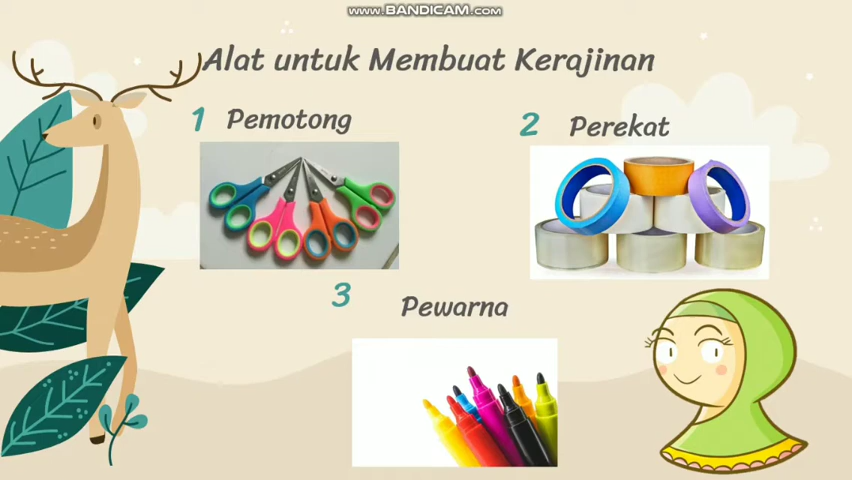 www.BANDICAM.com
Alat untuk Membuat Kerajinan
1 Pemotong
2 Perekat
3 Pewarna